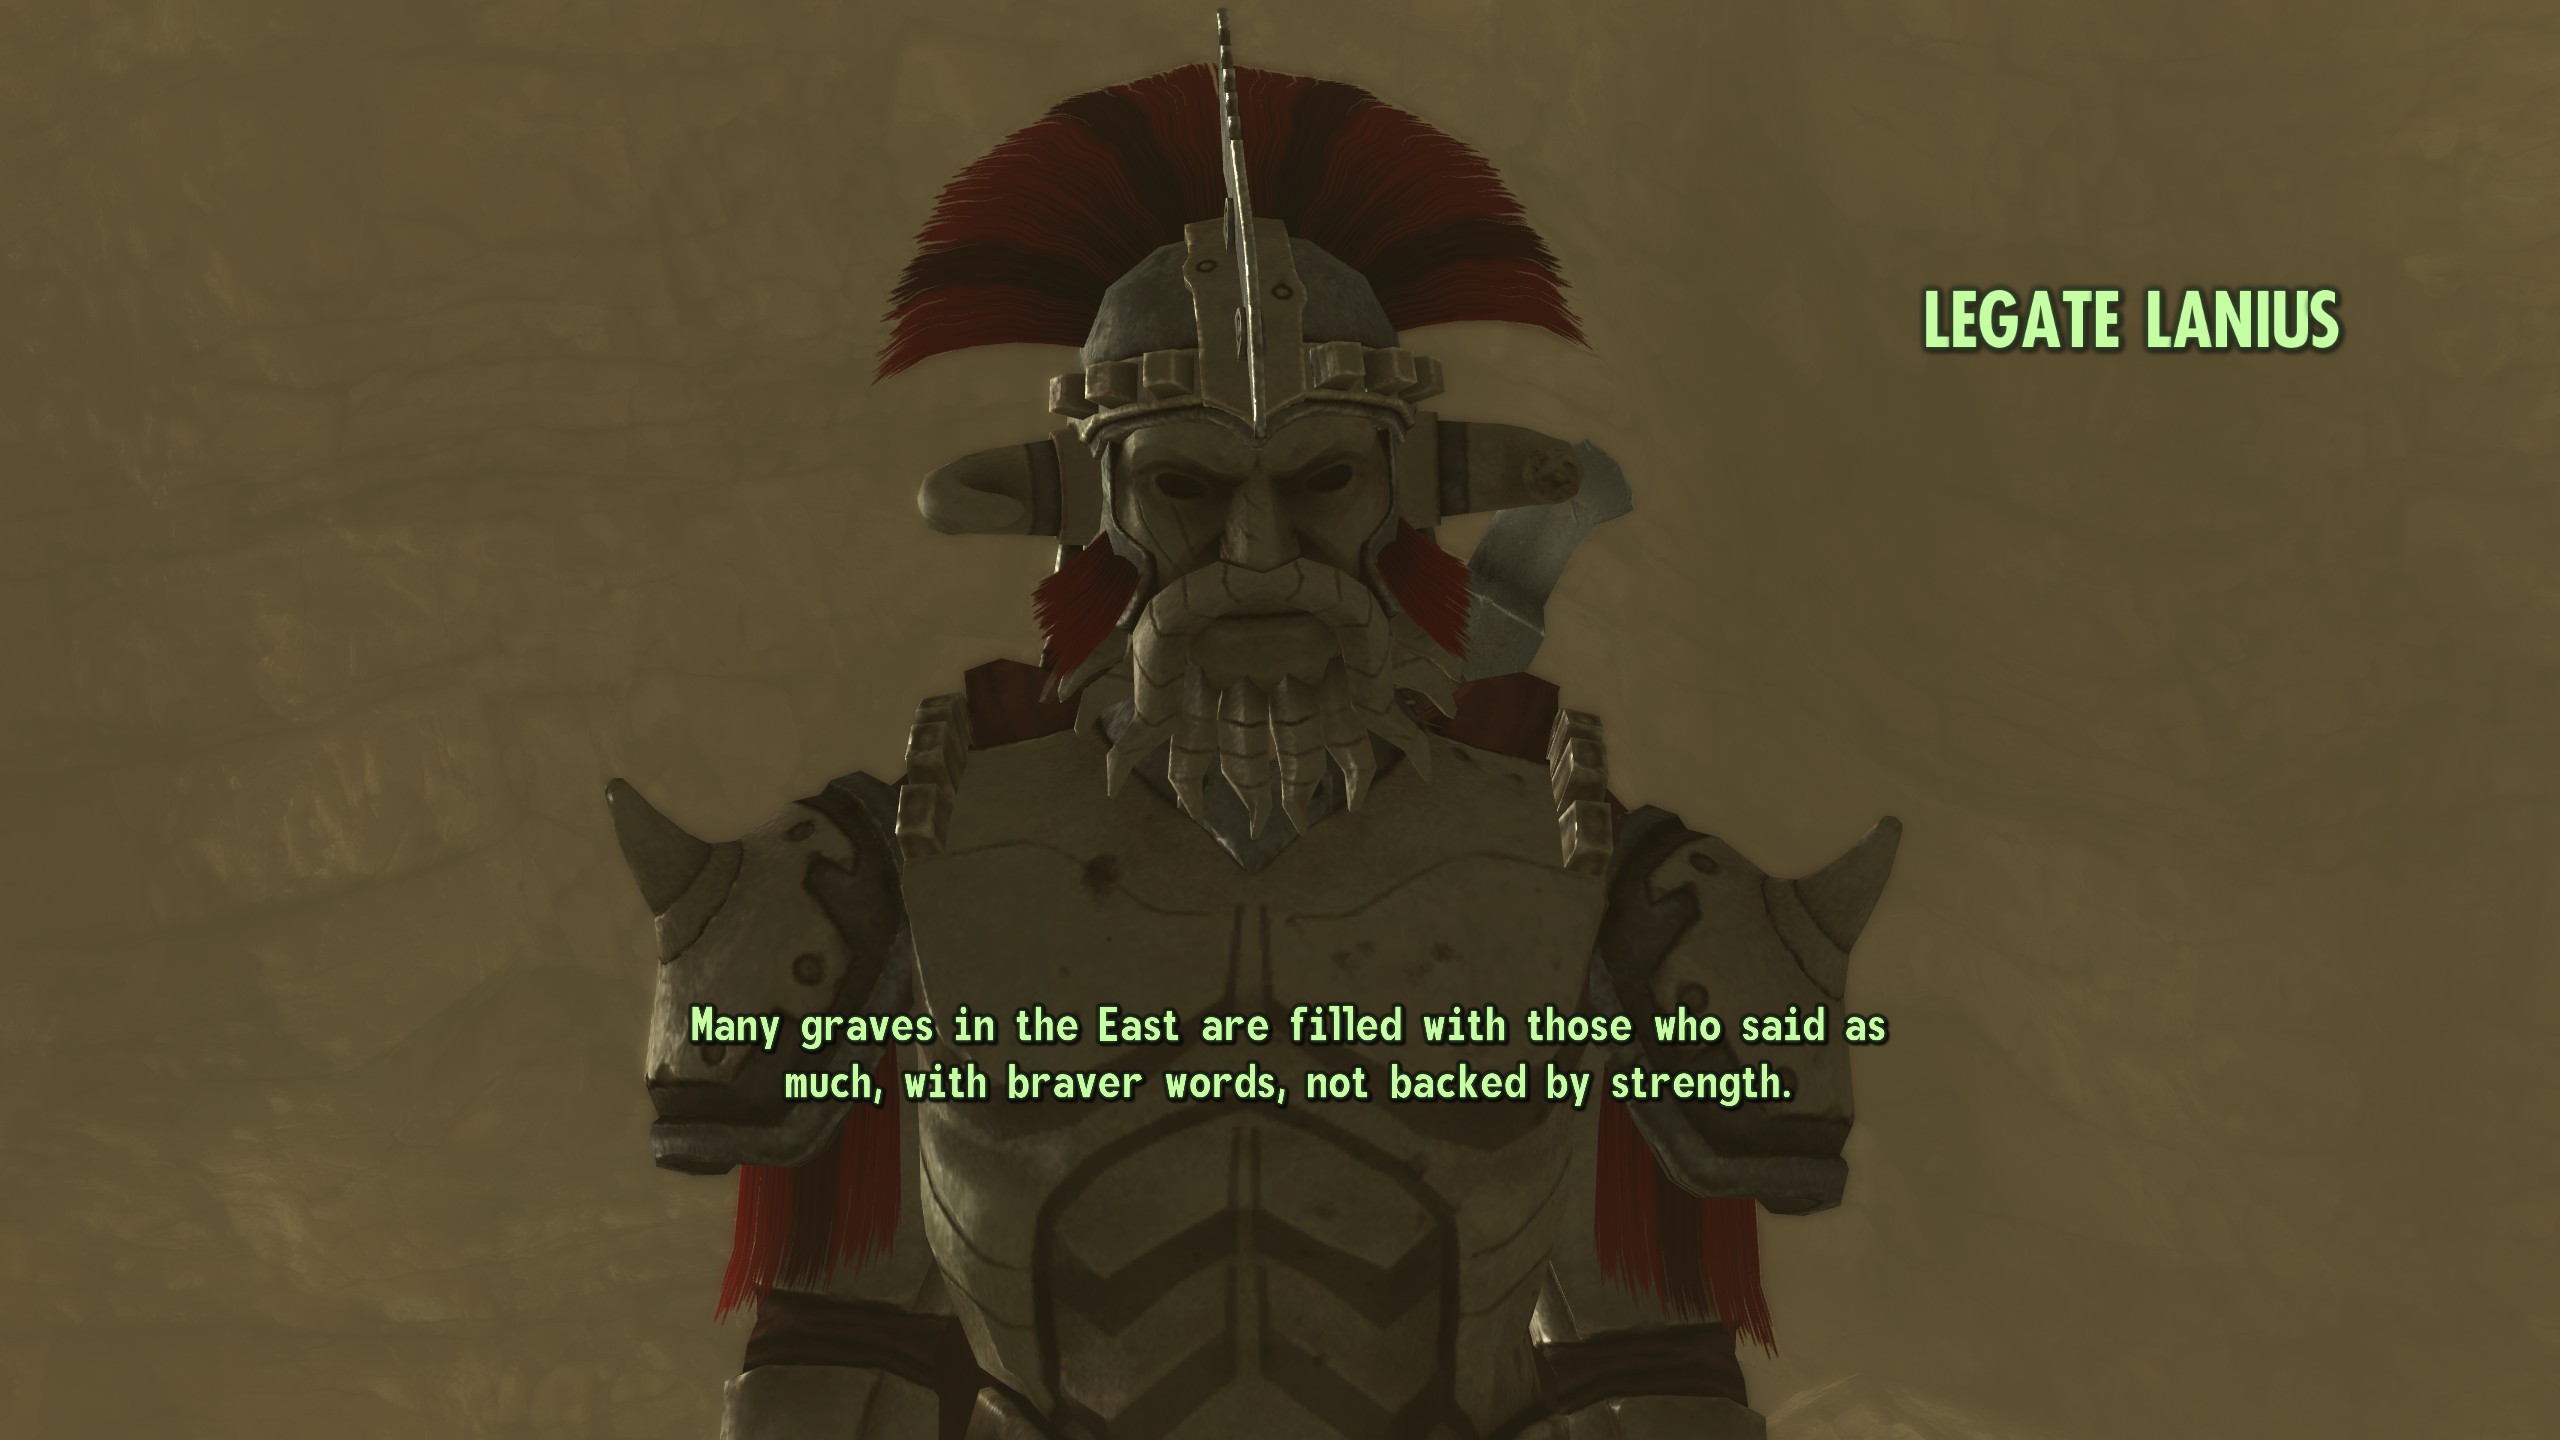 LEGATE LANIUS
Many graves in the East are filled with those who said as
much, with braver words, not backed by strength.